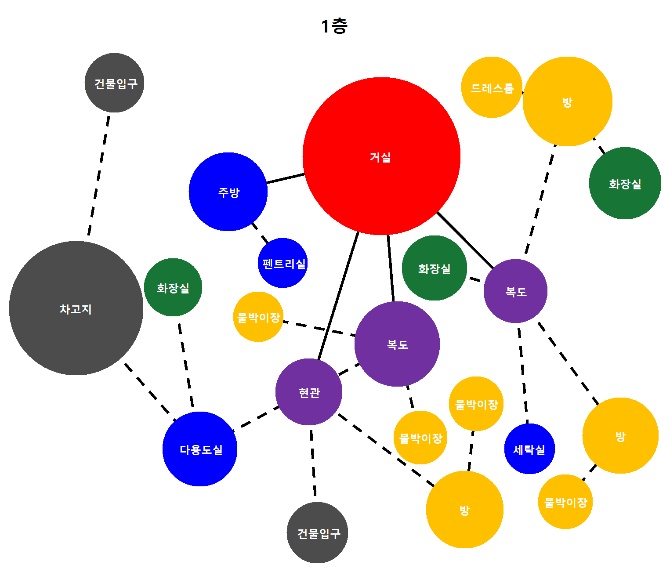 1층
건물입구
드레스룸
방
거실
화장실
주방
펜트리실
화장실
화장실
복도
차고지
붙박이장
복도
현관
붙박이장
붙박이장
방
다용도실
세탁실
붙박이장
방
건물입구